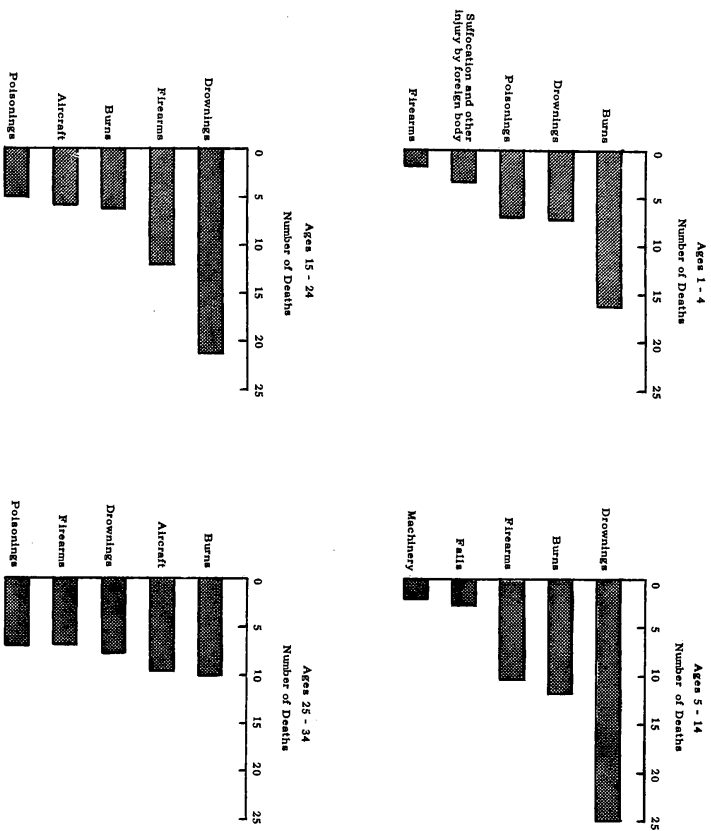 Ages 1 - 4
Number of Deaths
0 5 10 15 20 25
Burns
Drownings
Poisonings
Suffocation and other
injury by foreign body
Firearms
Ages 5 - 14
Number of Deaths
0 5 10 15 20 25
Drownings
Burns
Firearms
Falls
Machinery
Ages 15 - 24
Number of Deaths
0 5 10 15 20 25
Drownings
Firearms
Burns
Aircraft
Poisonings
Ages 25 - 34
Number of Deaths
0 5 10 15 20 25
Burns
Aircraft
Drownings
Firearms
Poisonings